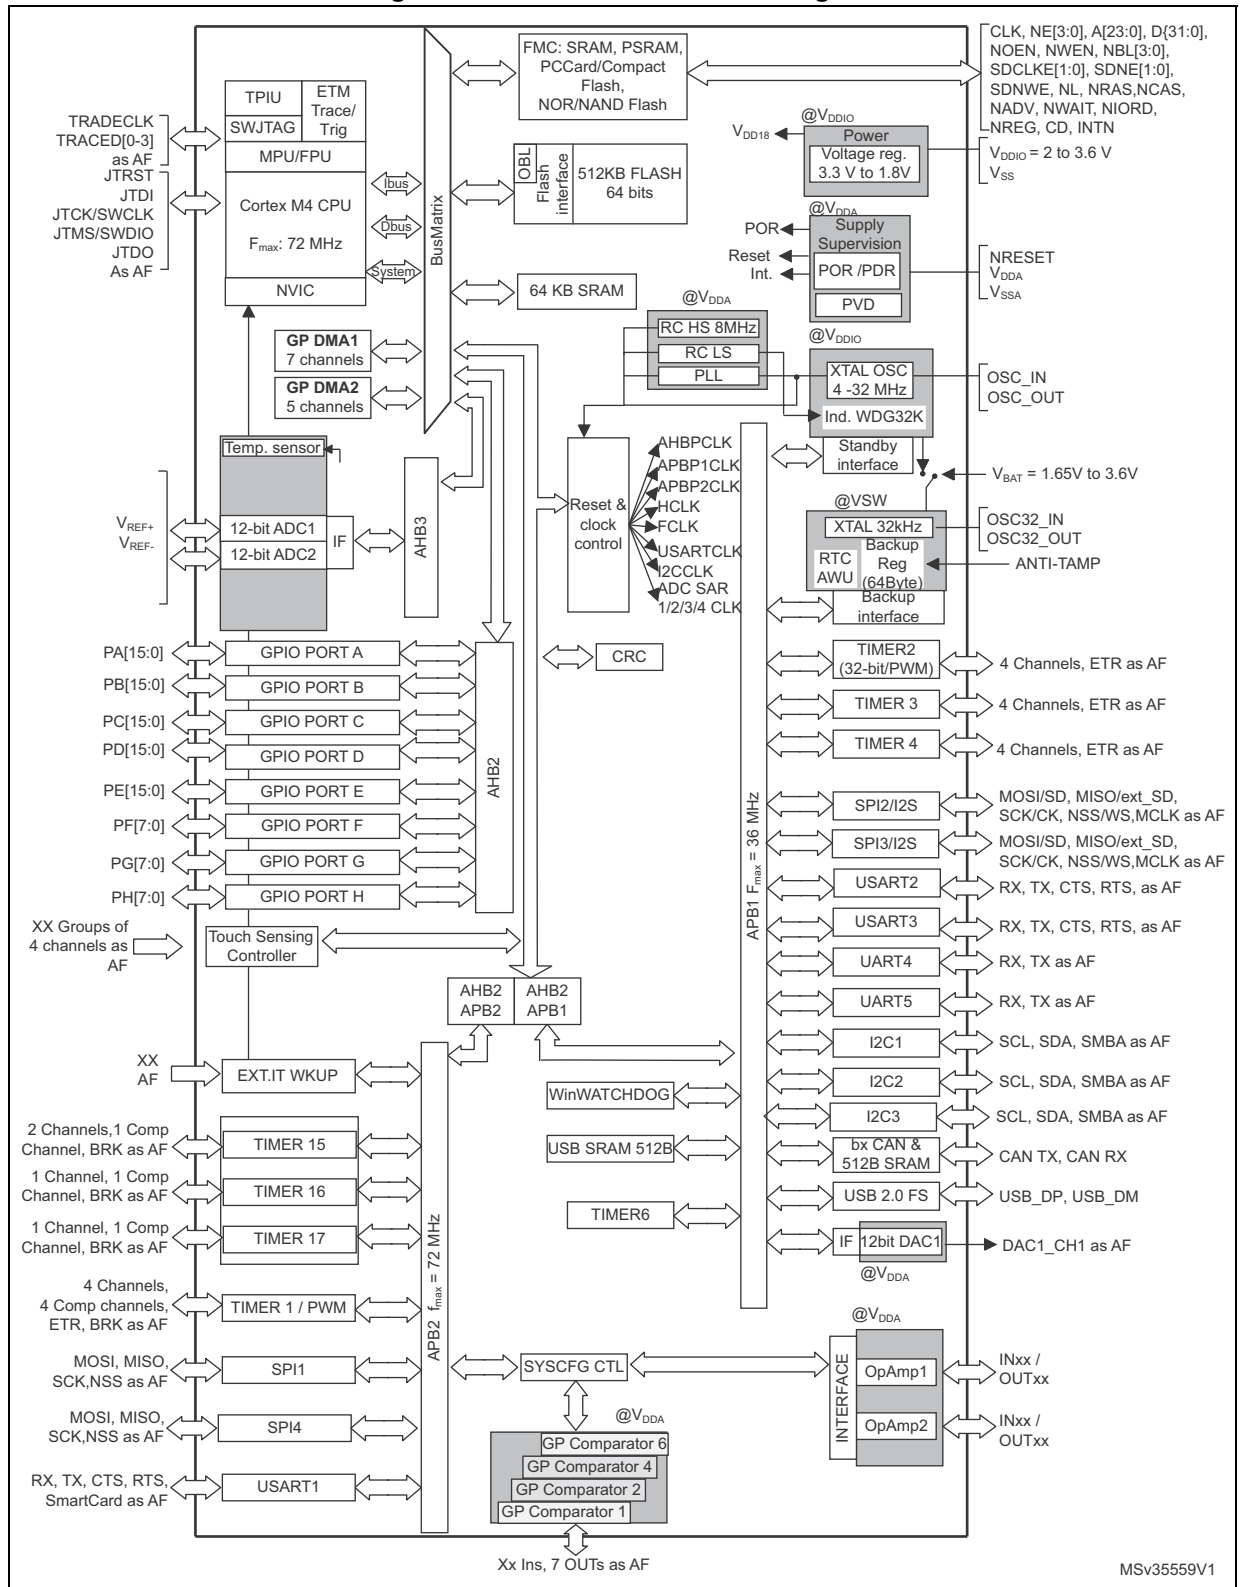 CLK, NE[3:0], A[23:0], D{31:0],
NOEN, NWEN, NBL[3:0],
SDCLKE[1:0], SDNE[1:0],
SDNWE, NL, NRAS,NCAS,
NADV, NWAIT, NIORD,
NREG, CD, INTN
FMC: SRAM, PSRAM,
PCCard/Compact
Flash,
NOR/NAND Flash
TPIU
ETM
Trace/
Trig
SWJTAG
MPU/FPU
Cortex M4 CPU
Fmax: 72 MHz
NVIC
TRADECLK
TRACED[0-3]
as AF
JTRST
JTDI
JTCK/SWCLK
JTMS/SWDIO
JTDO
As AF
Ibus
Dbus
System
BusMatrix
OBL
Flash
interface
512KB FLASH
64 bits
64 KB SRAM
@VDDIO
VDD18
Power
Voltage reg.
3.3 V to 1.8V
VDDIO = 2 to 3.6 V
VSS
@VDDA
POR
Reset
Int.
Supply
Supervision
POR /PDR
PVD
NRESET
VDDA
VSSA
@VDDA
RC HS 8MHz
RC LS
PLL
@VDDIO
XTAL OSC
4 -32 MHz
Ind. WDG32K
OSC_IN
OSC_OUT
Standby
interface
VBAT = 1.65V to 3.6V
@VSW
XTAL 32kHz
RTC
AWU
Backup
Reg
(64Byte)
Backup
interface
OSC32_IN
OSC32_OUT
ANTI-TAMP
GP DMA1
7 channels
GP DMA2
5 channels
Temp. sensor
VREF+
VREF-
12-bit ADC1
12-bit ADC2
IF
AHB3
Reset &
clock
control
AHBPCLK
APBP1CLK
APBP2CLK
HCLK
FCLK
USARTCLK
I2CCLK
ADC SAR
1/2/3/4 CLK
CRC
PA[15:0]
GPIO PORT A
PB[15:0]
GPIO PORT B
PC[15:0]
GPIO PORT C
PD[15:0]
GPIO PORT D
PE[15:0]
GPIO PORT E
PF[7:0]
GPIO PORT F
PG[7:0]
GPIO PORT G
PH[7:0]
GPIO PORT H
AHB2
XX Groups of
4 channels as
AF
Touch Sensing
Controller
AHB2
APB2
AHB2
APB1
APB1 Fmax = 36 MHz
TIMER2
(32-bit/PWM)
4 Channels, ETR as AF
TIMER 3
4 Channels, ETR as AF
TIMER 4
4 Channels, ETR as AF
SPI2/I2S
MOSI/SD, MISO/ext_SD,
SCK/CK, NSS/WS,MCLK as AF
SPI3/I2S
MOSI/SD, MISO/ext_SD,
SCK/CK, NSS/WS,MCLK as AF
USART2
RX, TX, CTS, RTS, as AF
USART3
RX, TX, CTS, RTS, as AF
UART4
RX, TX as AF
UART5
RX, TX as AF
I2C1
SCL, SDA, SMBA as AF
I2C2
SCL, SDA, SMBA as AF
I2C3
SCL, SDA, SMBA as AF
bx CAN &
512B SRAM
CAN TX, CAN RX
USB 2.0 FS
USB_DP, USB_DM
IF
12bit DAC1
DAC1_CH1 as AF
@VDDA
WinWATCHDOG
USB SRAM 512B
TIMER6
XX
AF
EXT.IT WKUP
2 Channels,1 Comp
Channel, BRK as AF
TIMER 15
1 Channel, 1 Comp
Channel, BRK as AF
TIMER 16
1 Channel, 1 Comp
Channel, BRK as AF
TIMER 17
4 Channels,
4 Comp channels,
ETR, BRK as AF
TIMER 1 / PWM
MOSI, MISO,
SCK,NSS as AF
SPI1
MOSI, MISO,
SCK,NSS as AF
SPI4
RX, TX, CTS, RTS,
SmartCard as AF
USART1
APB2 fmax = 72 MHz
SYSCFG CTL
@VDDA
GP Comparator 6
GP Comparator 4
GP Comparator 2
GP Comparator 1
Xx Ins, 7 OUTs as AF
@VDDA
INTERFACE
OpAmp1
INxx /
OUTxx
OpAmp2
INxx /
OUTxx
MSv35559V1